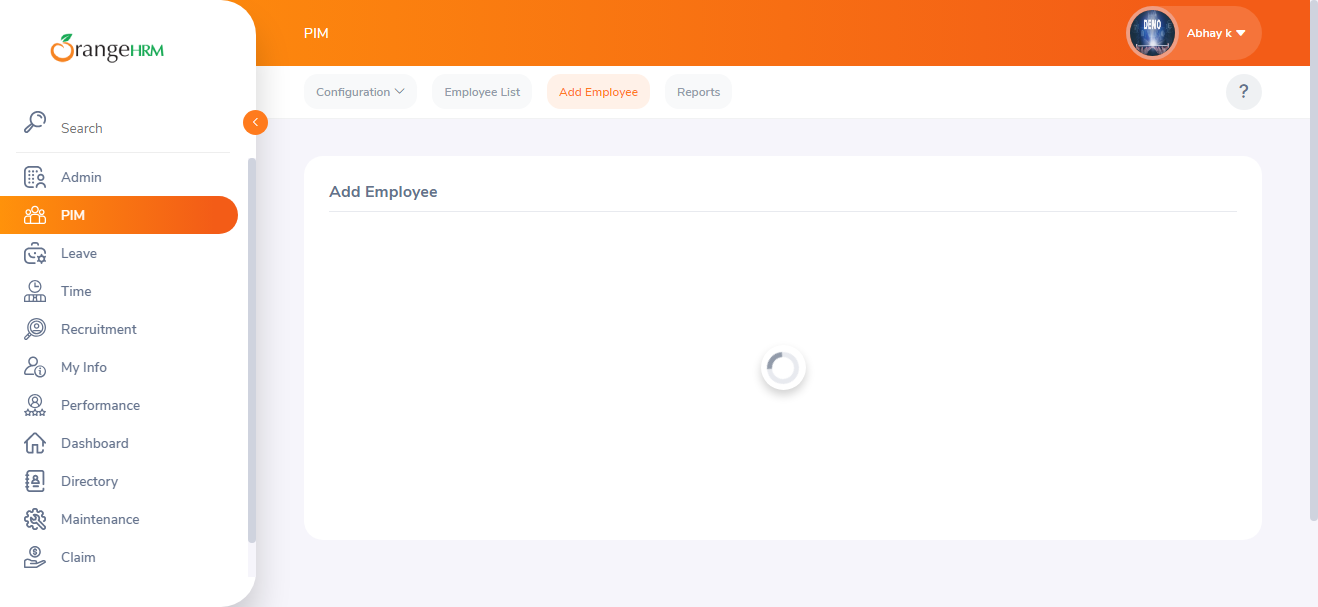 OrangeHRM
Search
Admin
PIM
Leave
Time
Recruitment
My Info
Performance
Dashboard
Directory
Maintenance
Claim
PIM
DENO
Abhay k
Configuration
Employee List
Add Employee
Reports
?
Add Employee